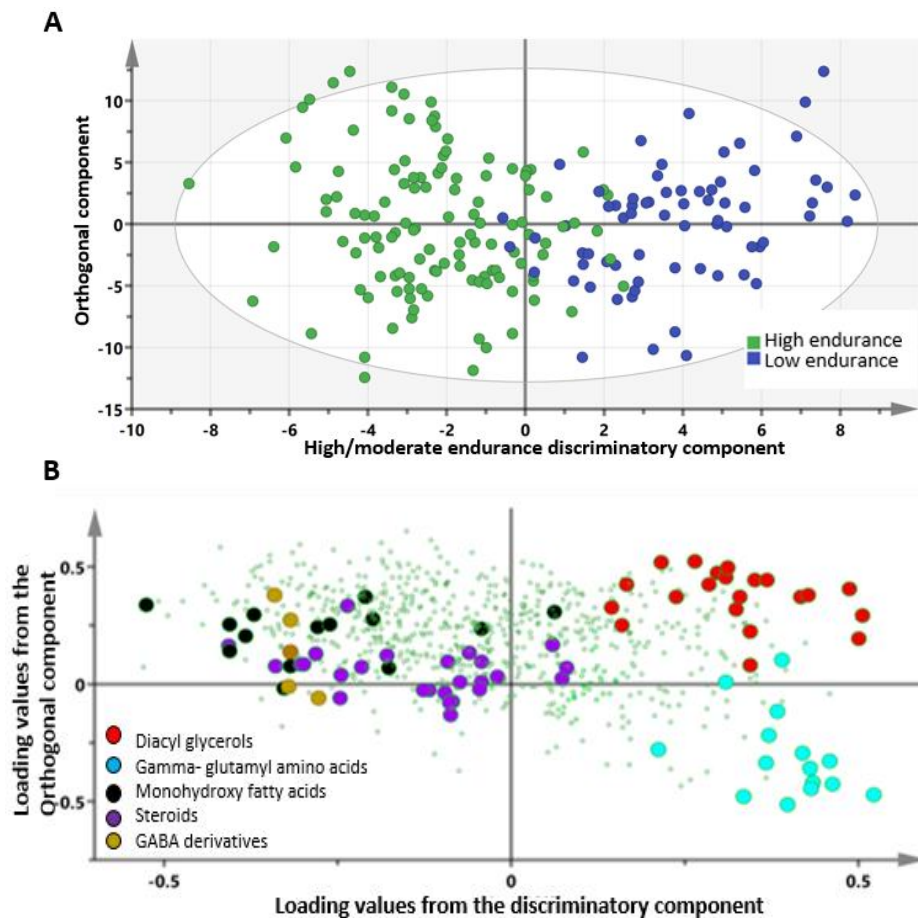 A
Orthogonal component
10
5
0
-5
-10
-15
-10
-8
-6
-4
-2
0
2
4
6
8
High endurance
Low endurance
High/moderate endurance discriminatory component
B
Loading values from the
Orthogonal component
0.5
0
-0.5
Diacyl glycerols
Gamma- glutamyl amino acids
Monohydroxy fatty acids
Steroids
GABA derivatives
-0.5
0
0.5
Loading values from the discriminatory component